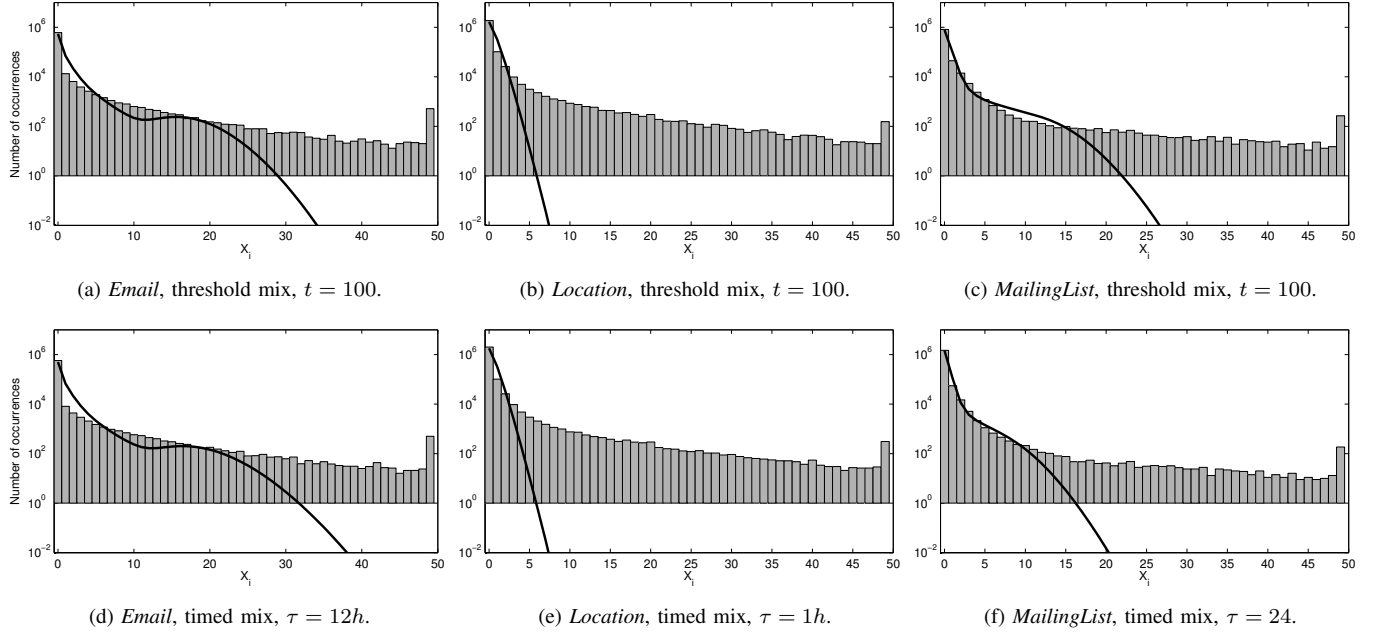 Number of occurrences
10^6
10^4
10^2
10^0
10^−2
0 10 20 30 40 50
X_i
(a) Email, threshold mix, t = 100.
10^6
10^4
10^2
10^0
10^−2
0 5 10 15 20 25 30 35 40 45 50
X_i
(b) Location, threshold mix, t = 100.
10^6
10^4
10^2
10^0
10^−2
0 5 10 15 20 25 30 35 40 45 50
X_i
(c) MailingList, threshold mix, t = 100.
Number of occurrences
10^6
10^4
10^2
10^0
10^−2
0 10 20 30 40 50
X_i
(d) Email, timed mix, τ = 12h.
10^6
10^4
10^2
10^0
10^−2
0 5 10 15 20 25 30 35 40 45 50
X_i
(e) Location, timed mix, τ = 1h.
10^6
10^4
10^2
10^0
10^−2
0 5 10 15 20 25 30 35 40 45 50
X_i
(f) MailingList, timed mix, τ = 24.